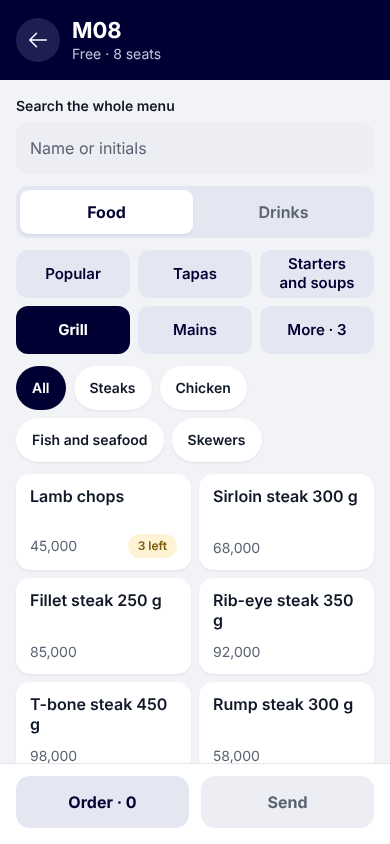 M08
Free · 8 seats
Search the whole menu
Name or initials
Food
Drinks
Popular
Tapas
Starters
and soups
Grill
Mains
More · 3
All
Steaks
Chicken
Fish and seafood
Skewers
Lamb chops
45,000
3 left
Sirloin steak 300 g
68,000
Fillet steak 250 g
85,000
Rib-eye steak 350
g
92,000
T-bone steak 450
g
98,000
Rump steak 300 g
58,000
Order · 0
Send